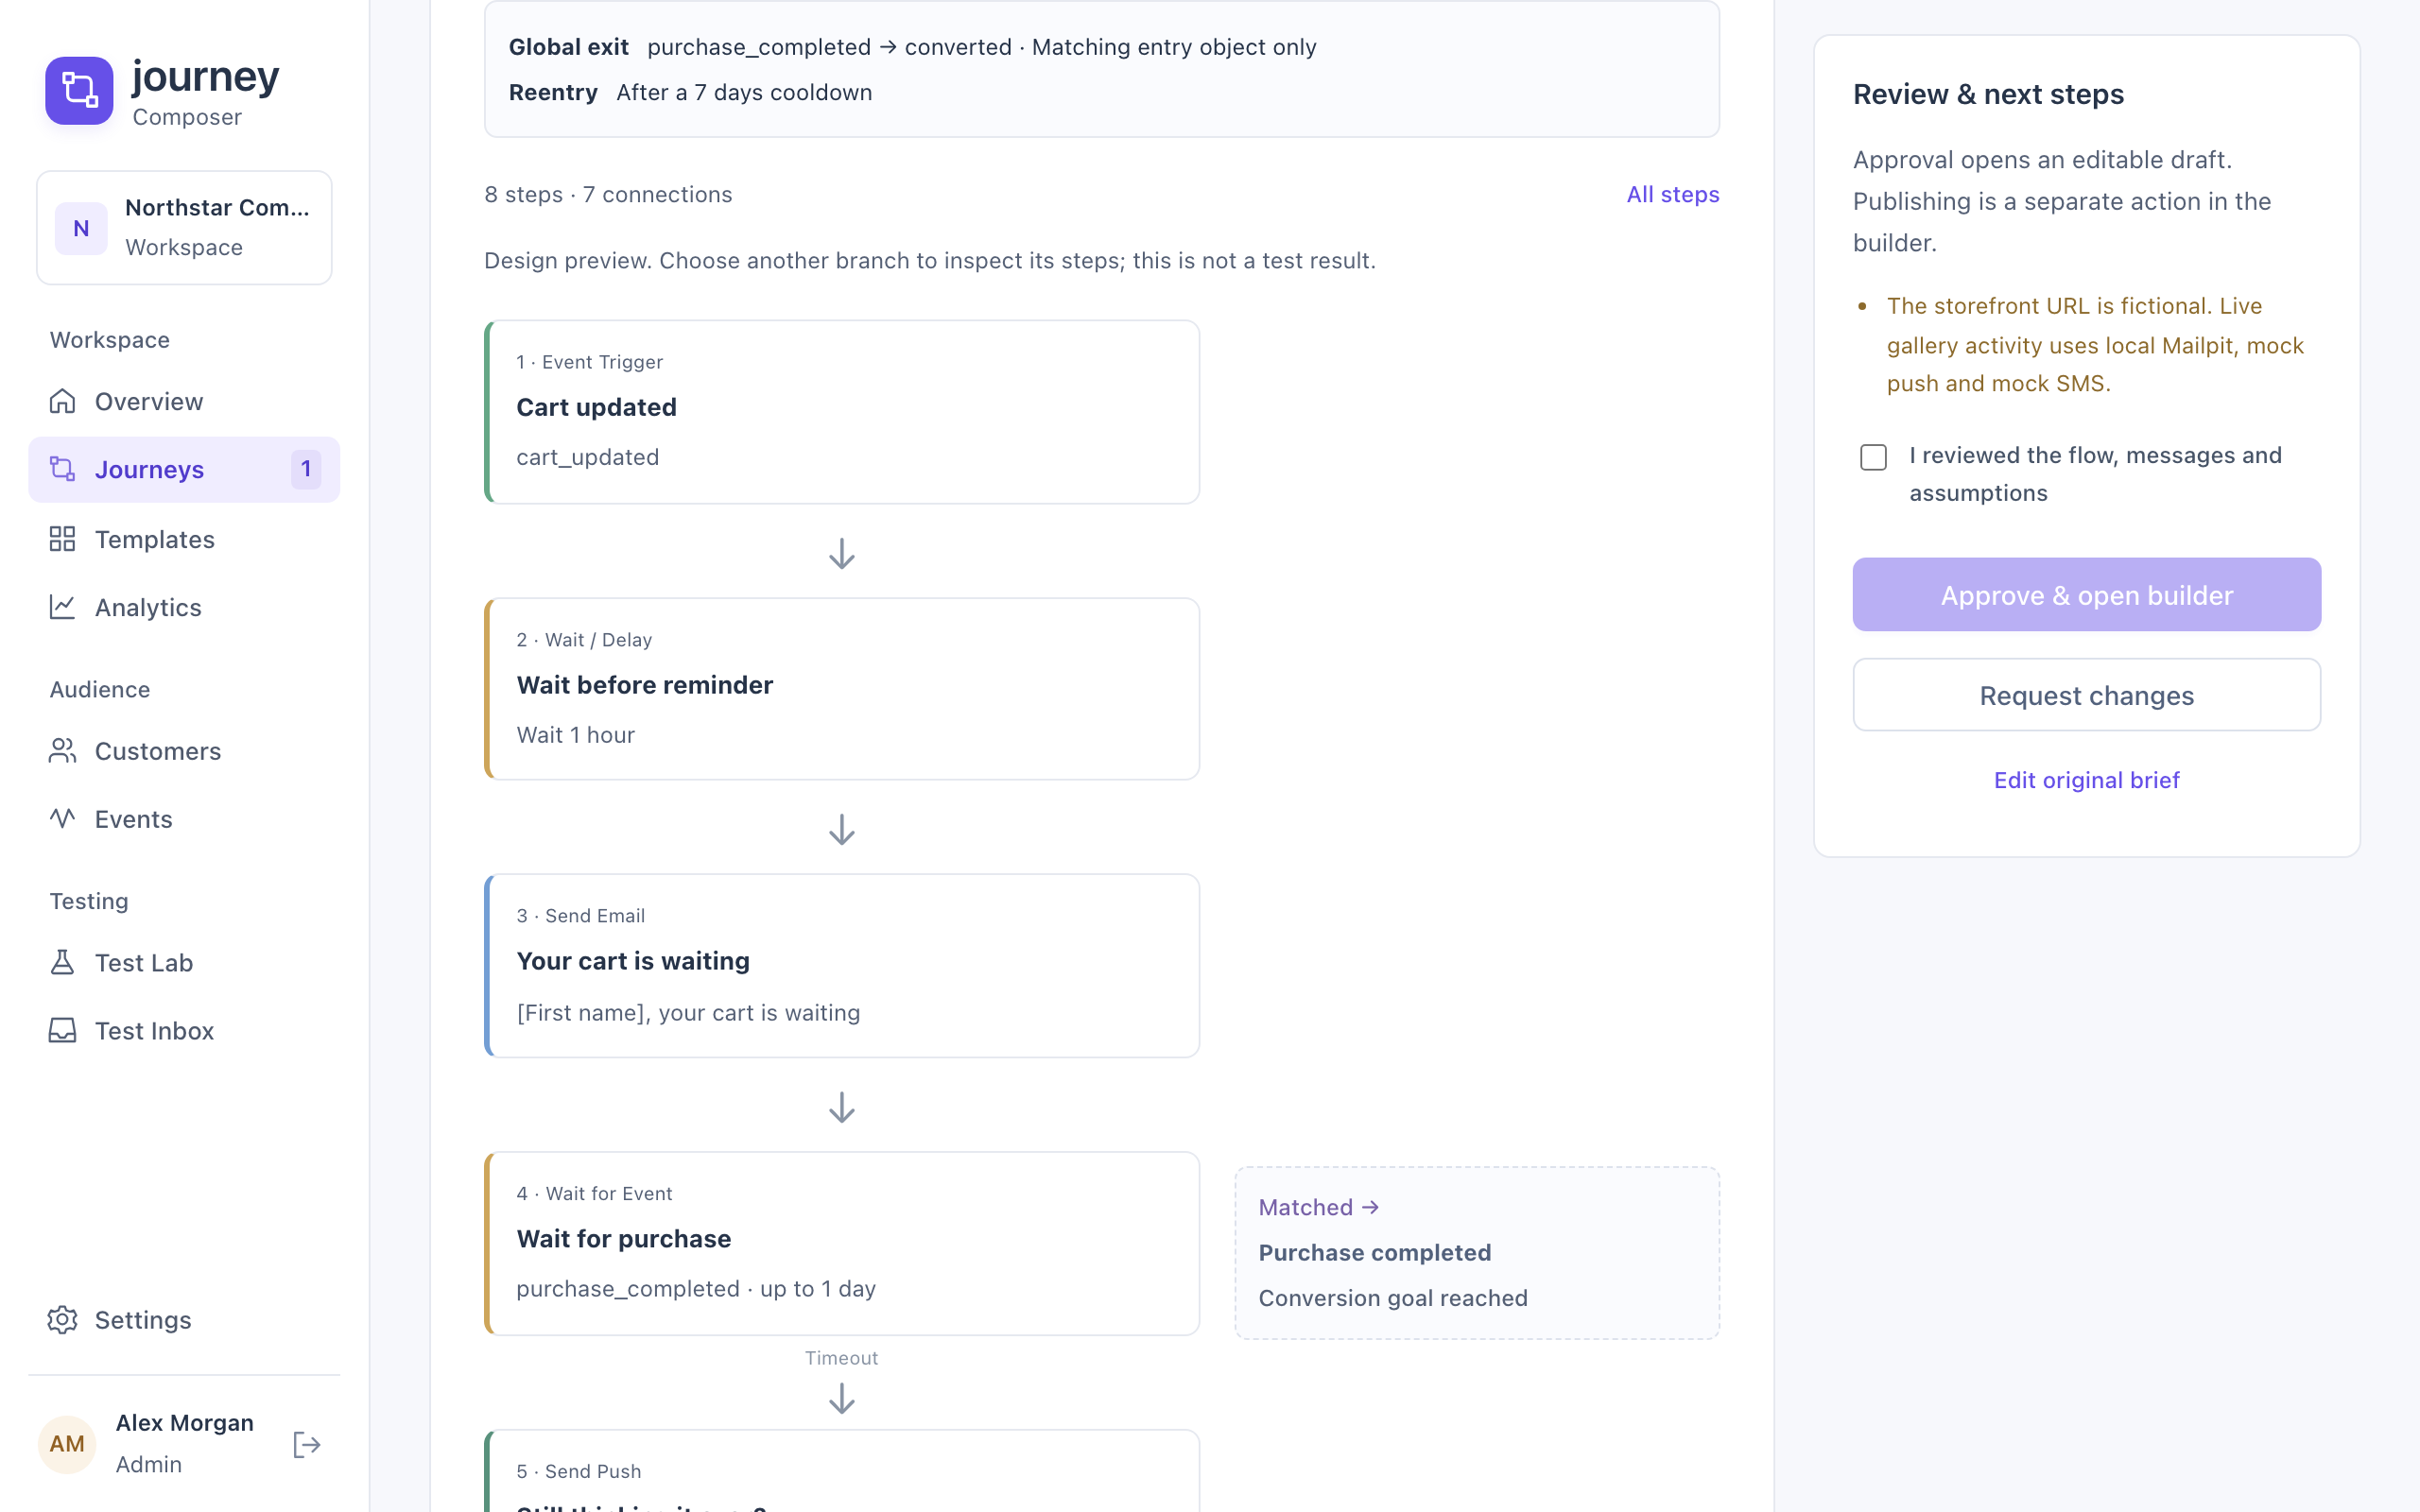 journey
Composer
N
Northstar Com...
Workspace
Workspace
Overview
Journeys
1
Templates
Analytics
Audience
Customers
Events
Testing
Test Lab
Test Inbox
Settings
AM
Alex Morgan
Admin
Global exit purchase_completed → converted · Matching entry object only
Reentry After a 7 days cooldown
8 steps · 7 connections
All steps
Design preview. Choose another branch to inspect its steps; this is not a test result.
1 · Event Trigger
Cart updated
cart_updated
2 · Wait / Delay
Wait before reminder
Wait 1 hour
3 · Send Email
Your cart is waiting
[First name], your cart is waiting
4 · Wait for Event
Wait for purchase
purchase_completed · up to 1 day
Matched →
Purchase completed
Conversion goal reached
Timeout
5 · Send Push
Review & next steps
Approval opens an editable draft.
Publishing is a separate action in the
builder.
• The storefront URL is fictional. Live
gallery activity uses local Mailpit, mock
push and mock SMS.
I reviewed the flow, messages and
assumptions
Approve & open builder
Request changes
Edit original brief